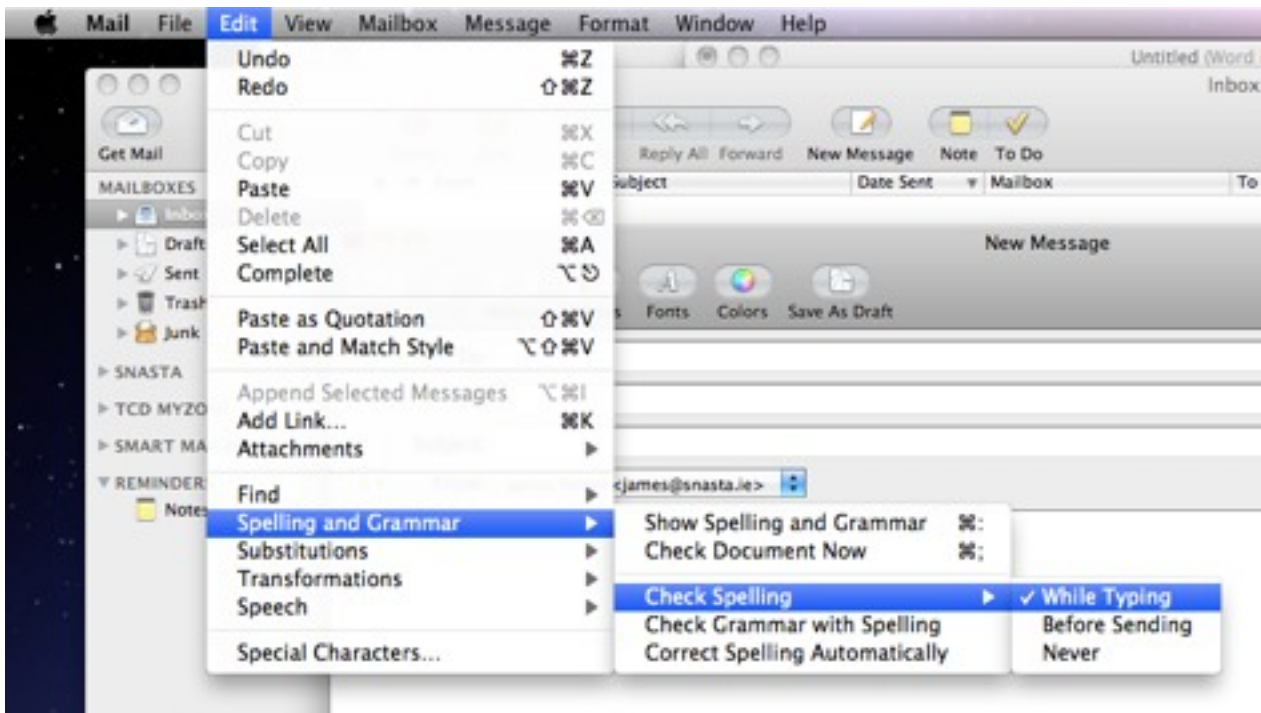 Mail File Edit View Mailbox Message Format Window Help
Untitled (Word
Inbox
Get Mail
Reply All Forward New Message Note To Do
MAILBOXES
Subject Date Sent Mailbox To
Draft
Sent
Trash
Junk
SNASTA
TCD MYZO
SMART MA
REMINDER
Notes
Undo ⌘Z
Redo ⇧⌘Z
Cut ⌘X
Copy ⌘C
Paste ⌘V
Delete ⌘⌫
Select All ⌘A
Complete ⌥⎋
Paste as Quotation ⇧⌘V
Paste and Match Style ⌥⇧⌘V
Append Selected Messages ⌥⌘I
Add Link... ⌘K
Attachments
Find
Spelling and Grammar
Substitutions
Transformations
Speech
Special Characters...
New Message
Fonts Colors Save As Draft
<james@snasta.ie>
Show Spelling and Grammar ⌘:
Check Document Now ⌘;
Check Spelling
Check Grammar with Spelling
Correct Spelling Automatically
✓ While Typing
Before Sending
Never